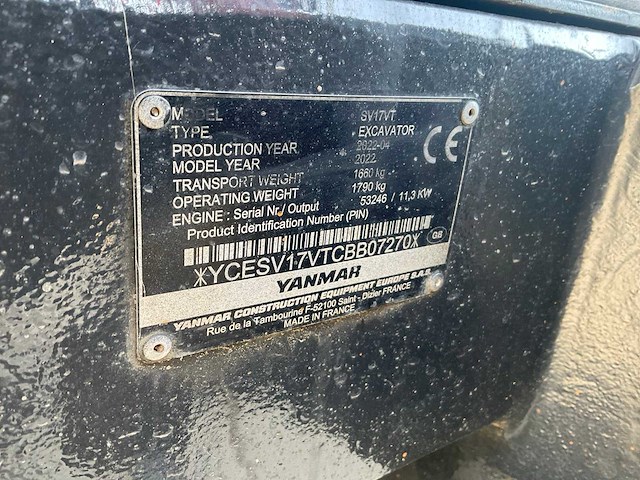 MODEL SV17VT
TYPE EXCAVATOR
PRODUCTION YEAR 2022-04
MODEL YEAR 2022
TRANSPORT WEIGHT 1660 kg
OPERATING WEIGHT 1790 kg
ENGINE : Serial Nr./ Output 53246 / 11,3 KW
Product Identification Number (PIN)
CE
*YCESV17VTCBB07270*
GB
YANMAR
YANMAR CONSTRUCTION EQUIPMENT EUROPE S.A.S.
Rue de la Tambourine F-52100 Saint - Dizier FRANCE
MADE IN FRANCE